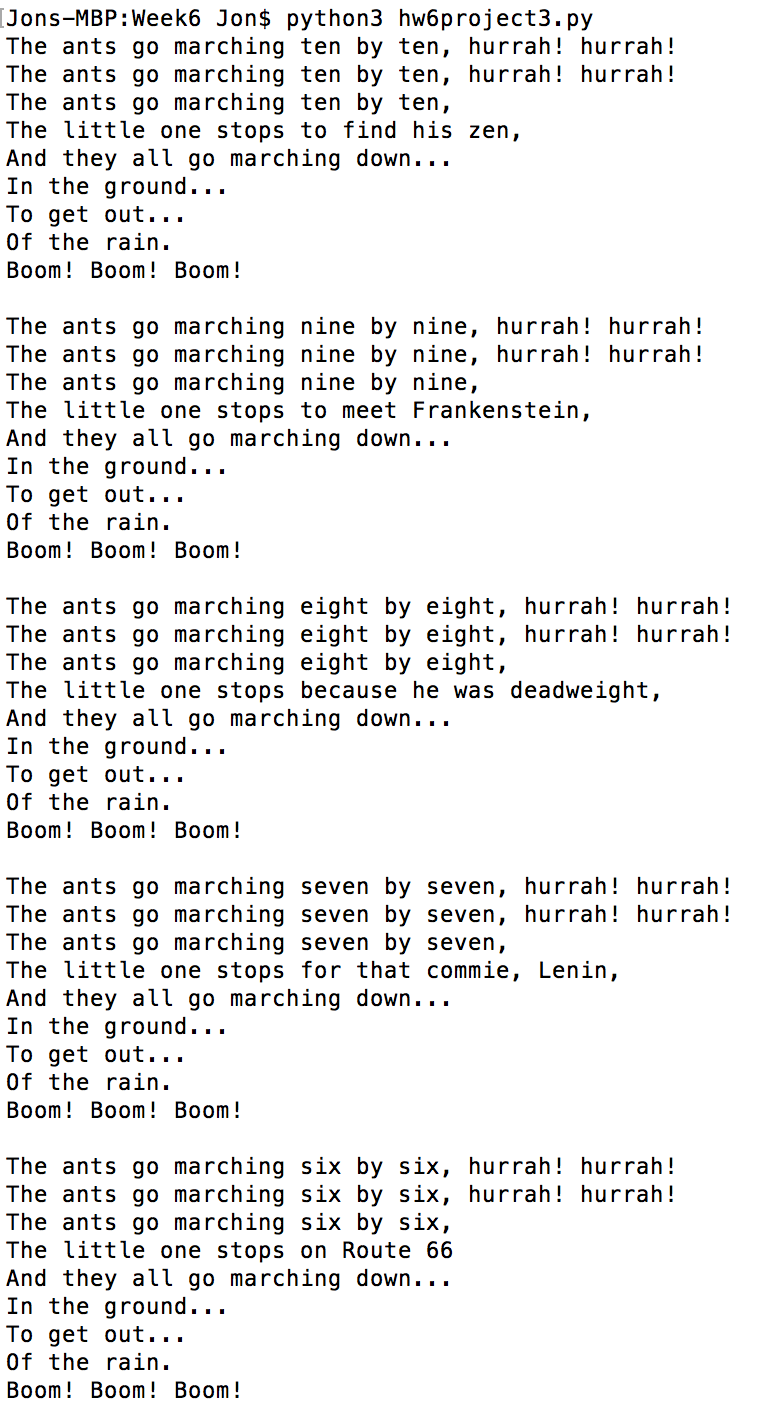 [Jons-MBP:Week6 Jon$ python3 hw6project3.py
The ants go marching ten by ten, hurrah! hurrah!
The ants go marching ten by ten, hurrah! hurrah!
The ants go marching ten by ten,
The little one stops to find his zen,
And they all go marching down...
In the ground...
To get out...
Of the rain.
Boom! Boom! Boom!

The ants go marching nine by nine, hurrah! hurrah!
The ants go marching nine by nine, hurrah! hurrah!
The ants go marching nine by nine,
The little one stops to meet Frankenstein,
And they all go marching down...
In the ground...
To get out...
Of the rain.
Boom! Boom! Boom!

The ants go marching eight by eight, hurrah! hurrah!
The ants go marching eight by eight, hurrah! hurrah!
The ants go marching eight by eight,
The little one stops because he was deadweight,
And they all go marching down...
In the ground...
To get out...
Of the rain.
Boom! Boom! Boom!

The ants go marching seven by seven, hurrah! hurrah!
The ants go marching seven by seven, hurrah! hurrah!
The ants go marching seven by seven,
The little one stops for that commie, Lenin,
And they all go marching down...
In the ground...
To get out...
Of the rain.
Boom! Boom! Boom!

The ants go marching six by six, hurrah! hurrah!
The ants go marching six by six, hurrah! hurrah!
The ants go marching six by six,
The little one stops on Route 66
And they all go marching down...
In the ground...
To get out...
Of the rain.
Boom! Boom! Boom!